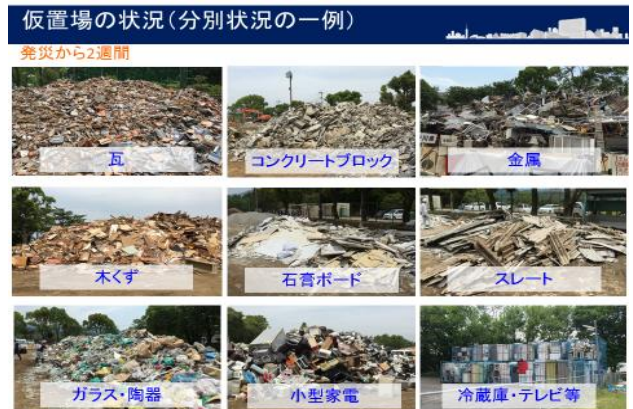 仮置場の状況(分別状況の一例)
発災から2週間
瓦
コンクリートブロック
金属
木くず
石膏ボード
スレート
ガラス・陶器
小型家電
冷蔵庫・テレビ等